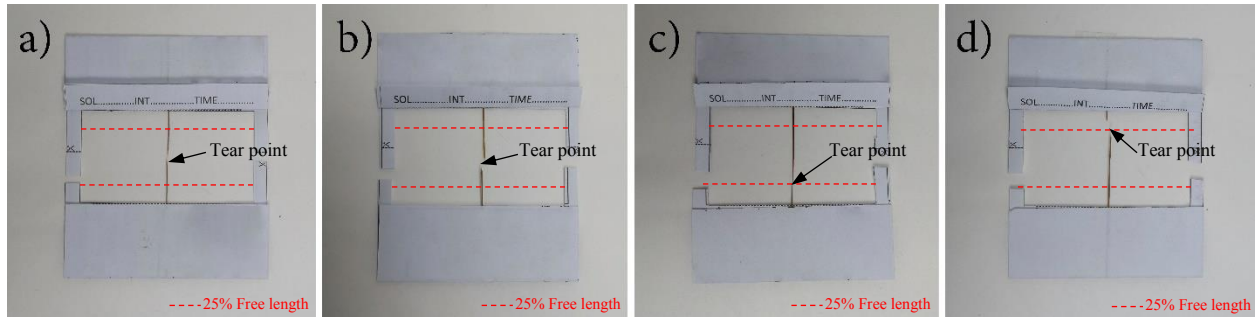 a)
SOL............INT................TIME.............
Tear point
X
X
----25% Free length
b)
SOL............INT................TIME.............
Tear point
X
----25% Free length
c)
SOL............INT................TIME.............
Tear point
X
----25% Free length
d)
SOL............INT................TIME.............
Tear point
X
----25% Free length